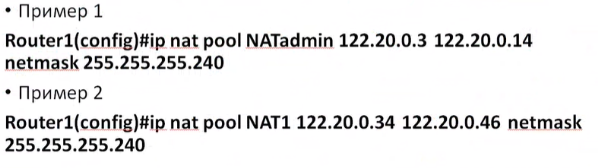 • Пример 1
Router1(config)#ip nat pool NATadmin 122.20.0.3 122.20.0.14
netmask 255.255.255.240
• Пример 2
Router1(config)#ip nat pool NAT1 122.20.0.34 122.20.0.46 netmask
255.255.255.240